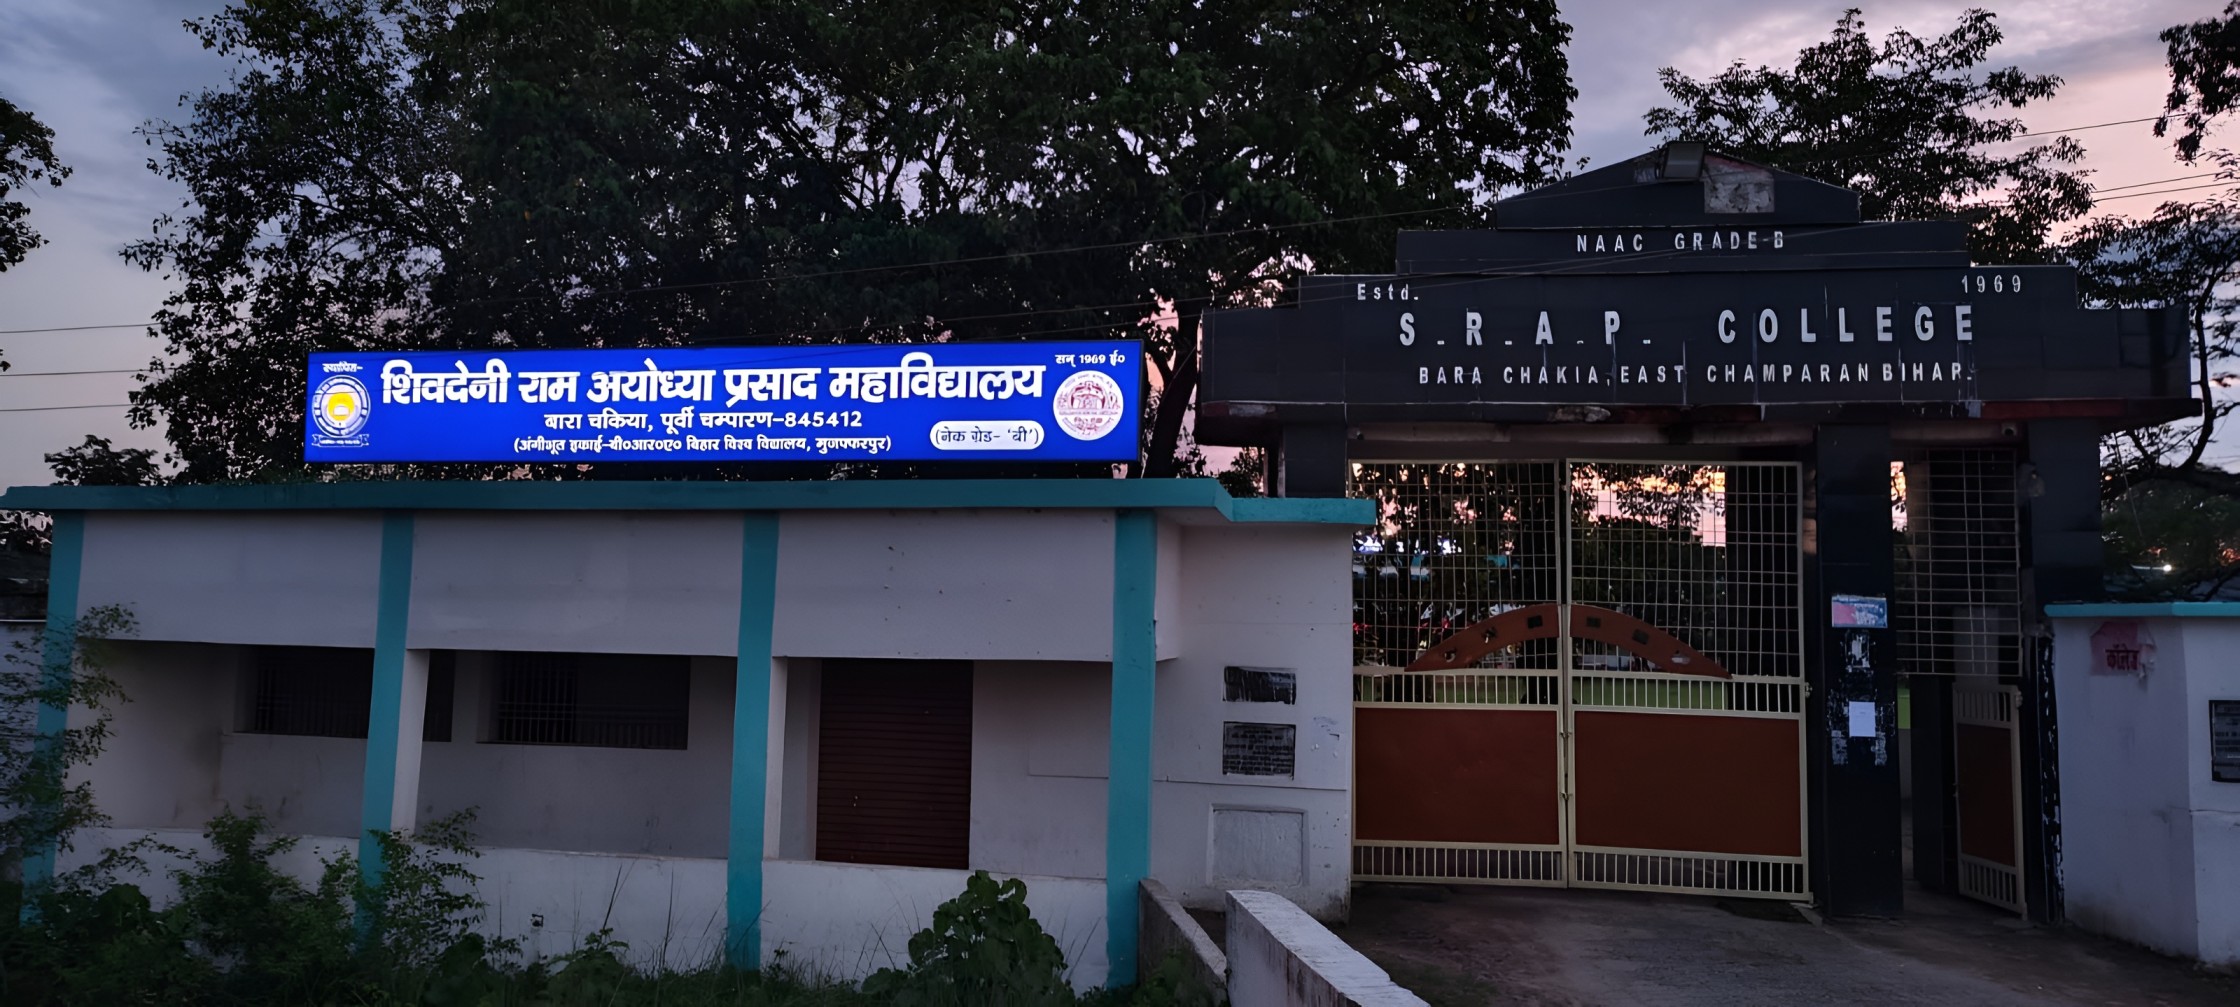 स्थापित-
सन् 1969 ई०
शिवदेनी राम अयोध्या प्रसाद महाविद्यालय
बारा चकिया, पूर्वी चम्पारण-845412
(अंगीभूत इकाई-बी०आर०ए० बिहार विश्व विद्यालय, मुजफ्फरपुर)
(नेक ग्रेड- 'बी')
NAAC GRADE-B
Estd. 1969
S.R.A.P. COLLEGE
BARA CHAKIA, EAST CHAMPARAN BIHAR.
कॉलेज